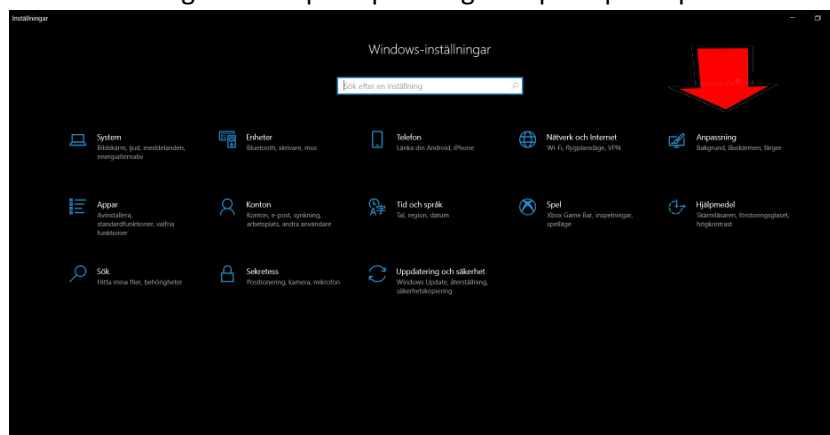 Inställningar
Windows-inställningar
Sök efter en inställning
System
Bildskärm, ljud, meddelanden,
energialternativ
Enheter
Bluetooth, skrivare, mus
Telefon
Länka din Android, iPhone
Nätverk och Internet
Wi-Fi, flygplansläge, VPN
Anpassning
Bakgrund, låsskärmen, färger
Appar
Avinstallera,
standardfunktioner, valfria
funktioner
Konton
Konton, e-post, synkning,
arbetsplats, andra användare
Tid och språk
Tal, region, datum
Spel
Xbox Game Bar, inspelningar,
spelläge
Hjälpmedel
Skärmläsaren, förstoringsglaset,
högkontrast
Sök
Hitta mina filer, behörigheter
Sekretess
Positionering, kamera, mikrofon
Uppdatering och säkerhet
Windows Update, återställning,
säkerhetskopiering